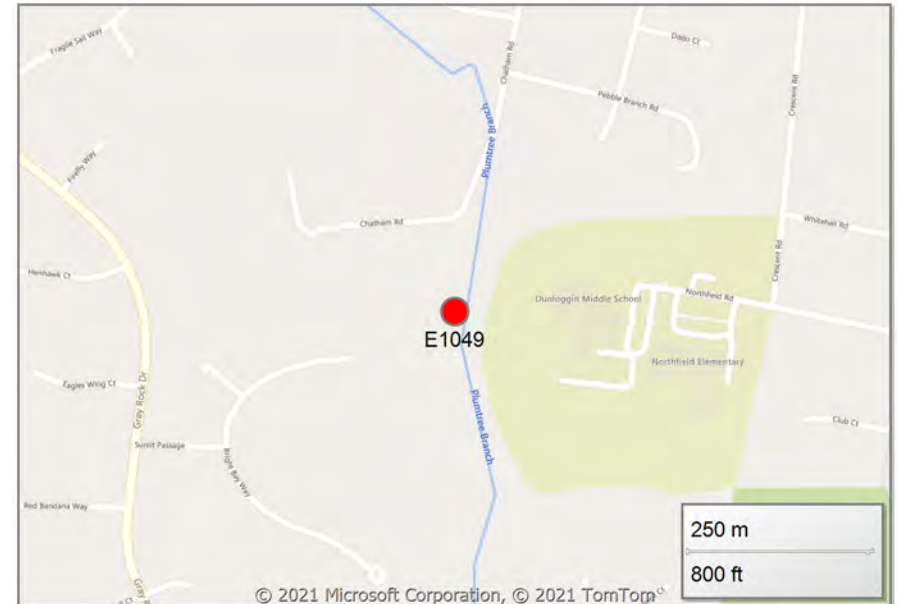 Fragile Sail Way
Chatham Rd
Dado Ct
Crescent Rd
Pebble Branch Rd
Plumtree Branch
Firefly Way
Chatham Rd
Whitehall Rd
Crescent Rd
Henhawk Ct
Dunloggin Middle School
Northfield Rd
E1049
Northfield Elementary
Eagles Wing Ct
Gray Rock Dr
Plumtree Branch
Club Ct
Sunlit Passage
Bright Bay Way
Red Bandana Way
250 m
800 ft
Gray
© 2021 Microsoft Corporation, © 2021 TomTom